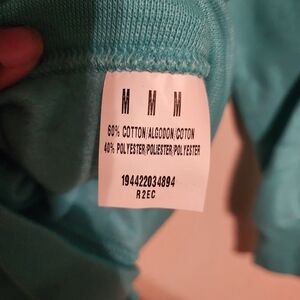 M M M
60% COTTON/ALGODON/COTON
40% POLYESTER/POLIESTER/POLYESTER
194422034894
R2EC